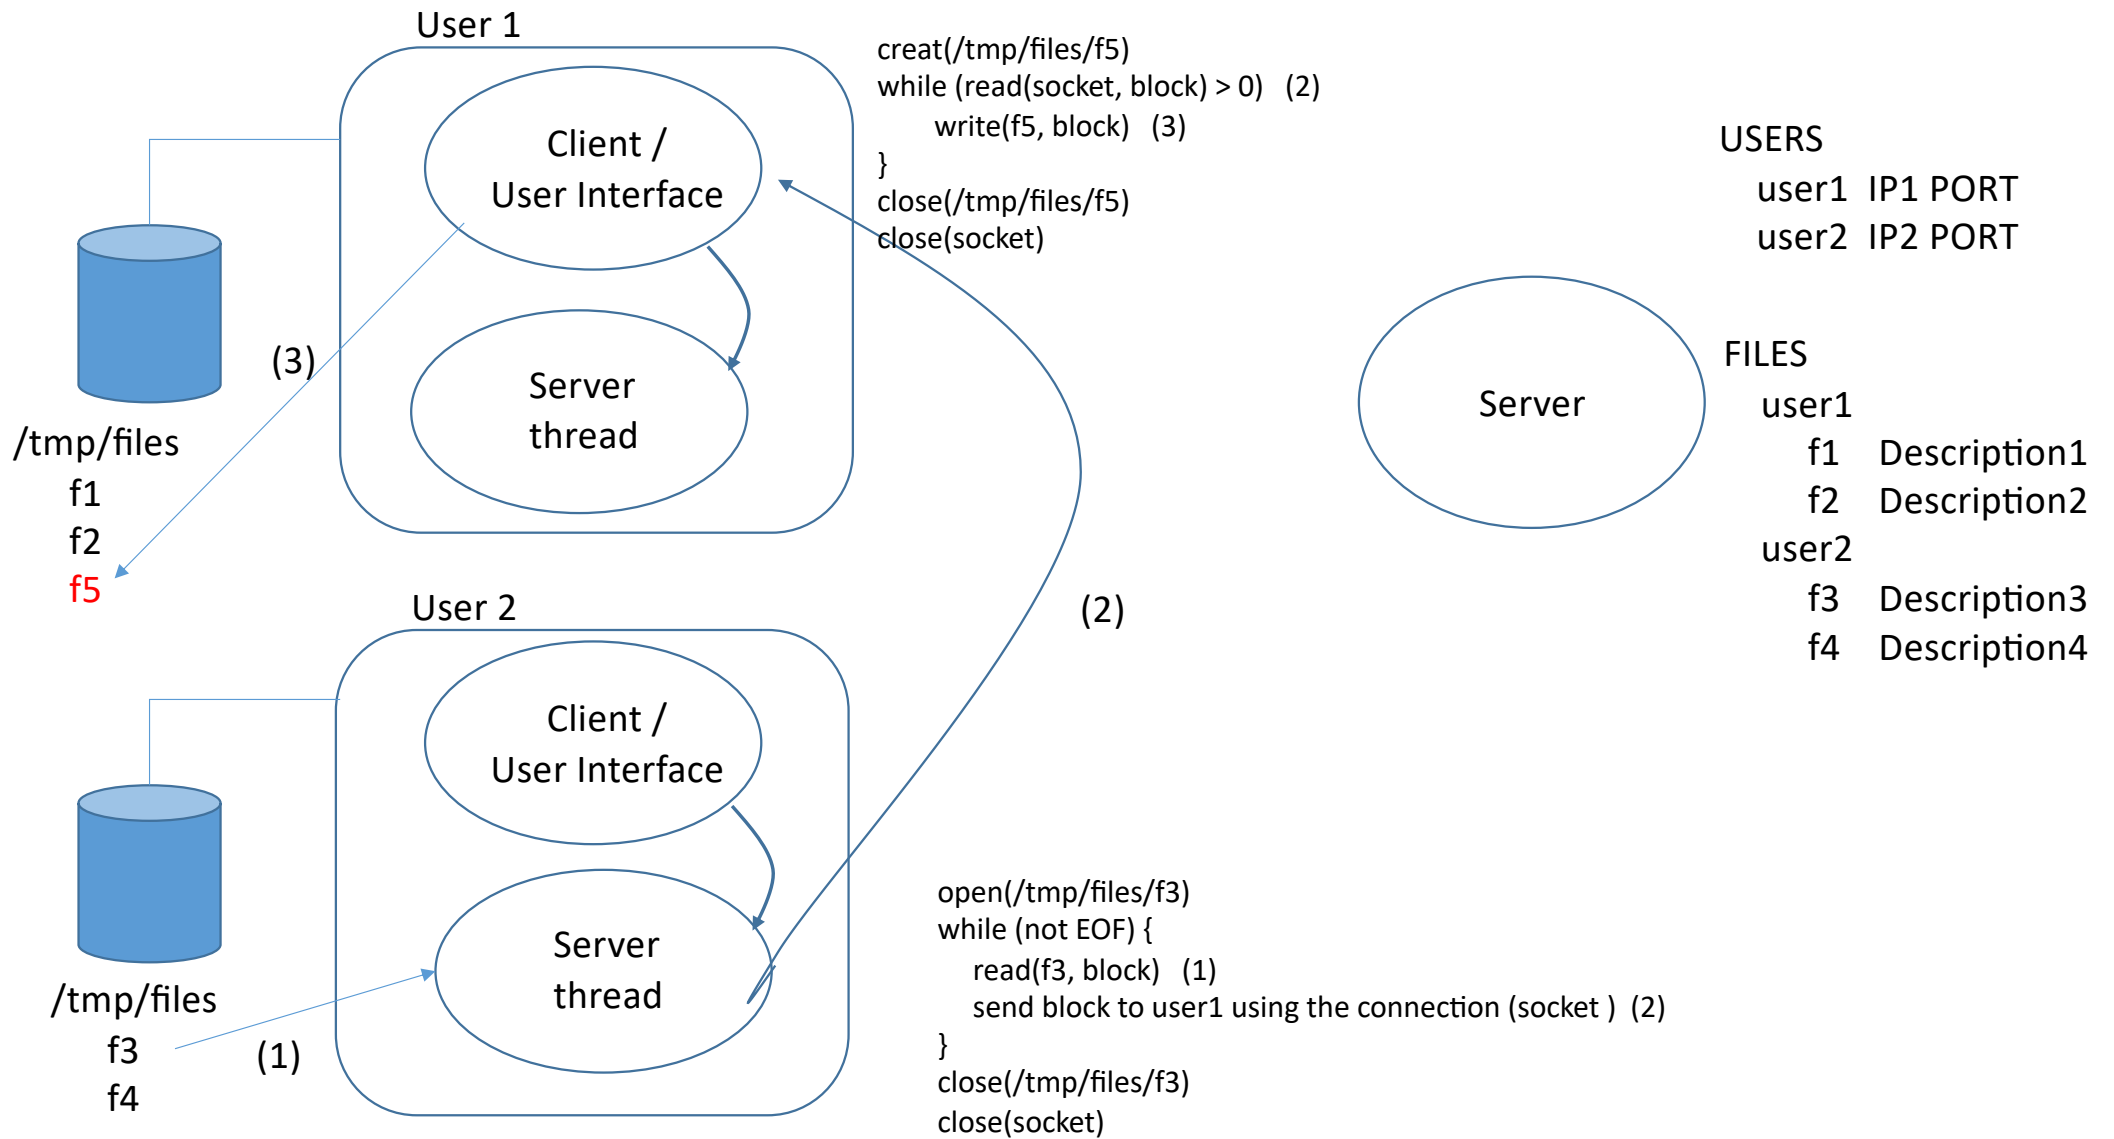 User 1
Client /
User Interface
Server
thread
(3)
/tmp/files
f1
f2
f5
creat(/tmp/files/f5)
while (read(socket, block) > 0) (2)
write(f5, block) (3)
}
close(/tmp/files/f5)
close(socket)
(2)
Server
USERS
user1 IP1 PORT
user2 IP2 PORT
FILES
user1
f1 Description1
f2 Description2
user2
f3 Description3
f4 Description4
User 2
Client /
User Interface
Server
thread
/tmp/files
f3
f4
(1)
open(/tmp/files/f3)
while (not EOF) {
read(f3, block) (1)
send block to user1 using the connection (socket ) (2)
}
close(/tmp/files/f3)
close(socket)